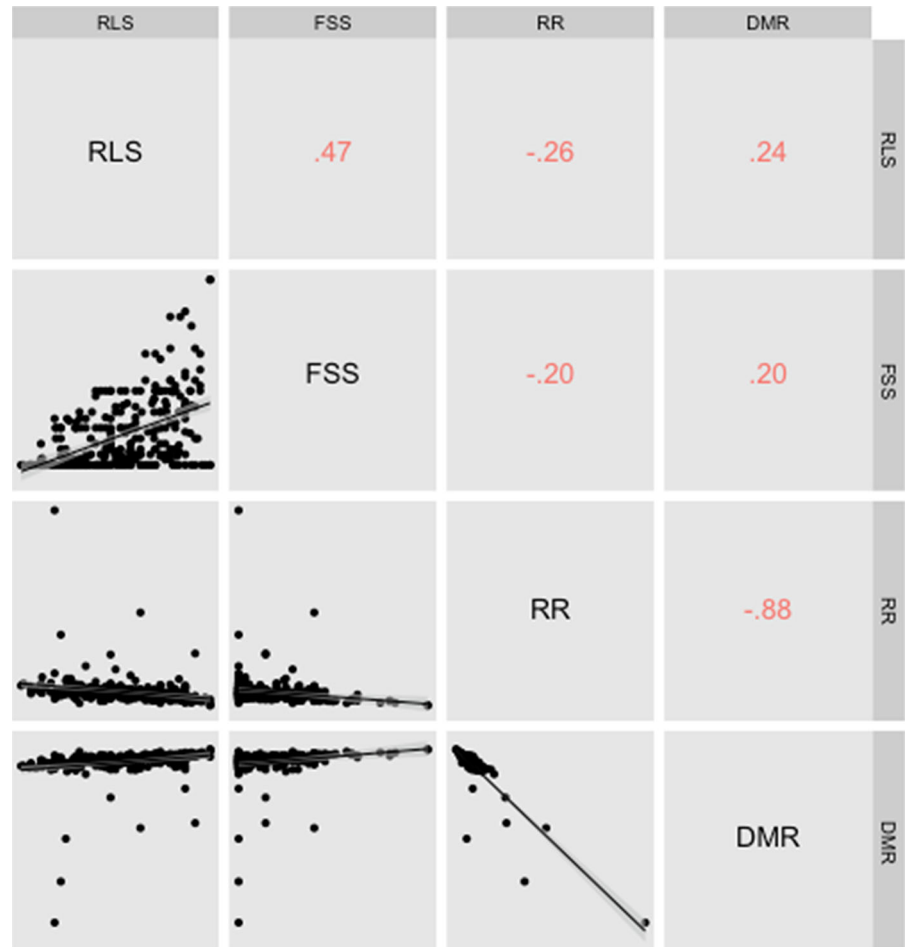 RLS FSS RR DMR
RLS .47 -.26 .24 RLS
FSS -.20 .20 FSS
RR -.88 RR
DMR DMR